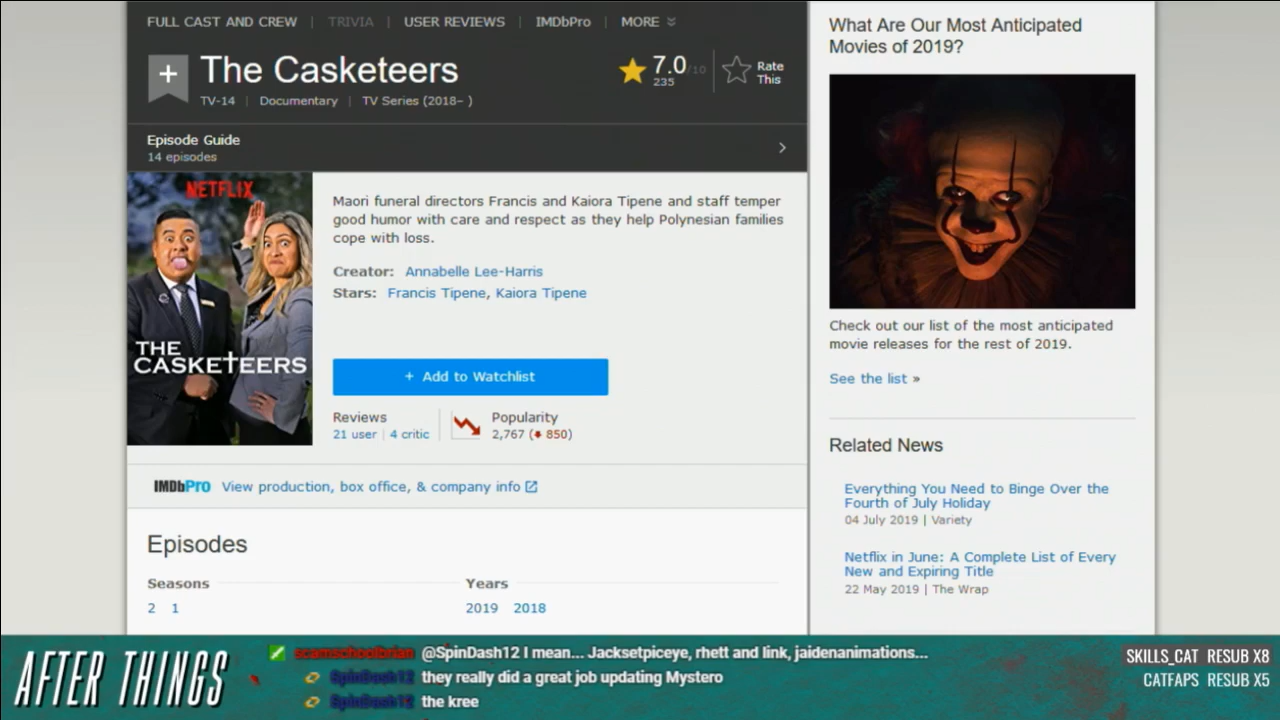 FULL CAST AND CREW | TRIVIA | USER REVIEWS | IMDbPro | MORE
The Casketeers
TV-14 | Documentary | TV Series (2018– )
7.0/10
235
Rate
This
Episode Guide
14 episodes
NETFLIX
THE
CASKETEERS
Maori funeral directors Francis and Kaiora Tipene and staff temper
good humor with care and respect as they help Polynesian families
cope with loss.
Creator: Annabelle Lee-Harris
Stars: Francis Tipene, Kaiora Tipene
+ Add to Watchlist
Reviews
21 user | 4 critic
Popularity
2,767 (850)
IMDbPro View production, box office, & company info
Episodes
Seasons
2 1
Years
2019 2018
What Are Our Most Anticipated
Movies of 2019?
Check out our list of the most anticipated
movie releases for the rest of 2019.
See the list »
Related News
Everything You Need to Binge Over the
Fourth of July Holiday
04 July 2019 | Variety
Netflix in June: A Complete List of Every
New and Expiring Title
22 May 2019 | The Wrap
AFTER THINGS
scamschoolbrian @SpinDash12 I mean... Jacksetpiceye, rhett and link, jaidenanimations...
SpinDash12 they really did a great job updating Mystero
SpinDash12 the kree
SKILLS_CAT RESUB X8
CATFAPS RESUB X5